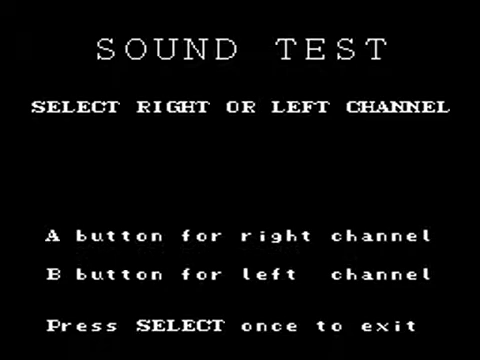 SOUND TEST
SELECT RIGHT OR LEFT CHANNEL
A button for right channel
B button for left channel
Press SELECT once to exit